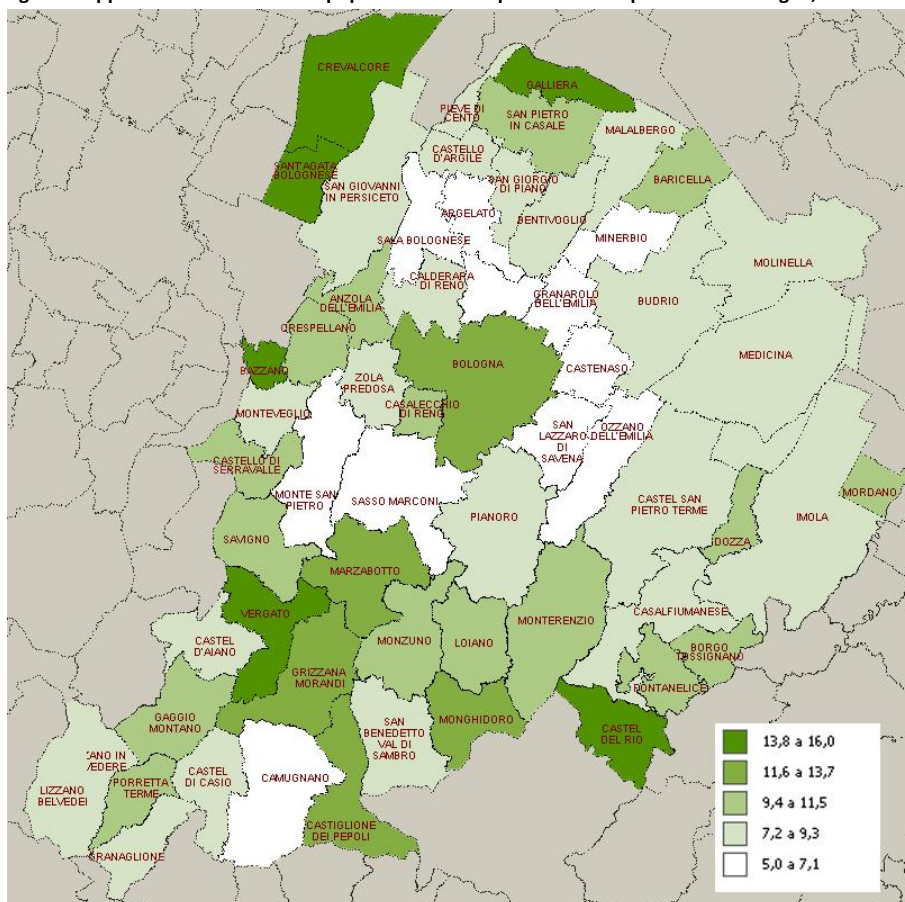 CREVALCORE
GALLIERA
PIEVE DI
CENTO
SAN PIETRO
IN CASALE
MALALBERGO
CASTELLO
D'ARGILE
SANT'AGATA
BOLOGNESE
SAN GIORGIO
DI PIANO
BARICELLA
SAN GIOVANNI
IN PERSICETO
ARGELATO
BENTIVOGLIO
SALA BOLOGNESE
MINERBIO
MOLINELLA
CALDERARA
DI RENO
ANZOLA
DELL'EMILIA
GRANAROLO
DELL'EMILIA
BUDRIO
CRESPELLANO
BOLOGNA
MEDICINA
BAZZANO
CASTENASO
ZOLA
PREDOSA
MONTEVEGLIO
CASALECCHIO
DI RENO
SAN
LAZZARO
DI
SAVENA
OZZANO
DELL'EMILIA
CASTELLO DI
SERRAVALLE
MONTE SAN
PIETRO
SASSO MARCONI
CASTEL SAN
PIETRO TERME
MORDANO
PIANORO
IMOLA
SAVIGNO
DOZZA
MARZABOTTO
VERGATO
CASALFIUMANESE
MONTERENZIO
CASTEL
D'AIANO
MONZUNO
LOIANO
BORGO
TOSSIGNANO
GRIZZANA
MORANDI
FONTANELICE
GAGGIO
MONTANO
SAN
BENEDETTO
VAL DI
SAMBRO
MONGHIDORO
CASTEL
DEL RIO
ANO IN
VEDERE
LIZZANO
BELVEDE
PORRETTA
TERME
CASTEL
DI CASIO
CAMUGNANO
CASTIGLIONE
DEI PEPOLI
GRANAGLIONE
13,8 a 16,0
11,6 a 13,7
9,4 a 11,5
7,2 a 9,3
5,0 a 7,1